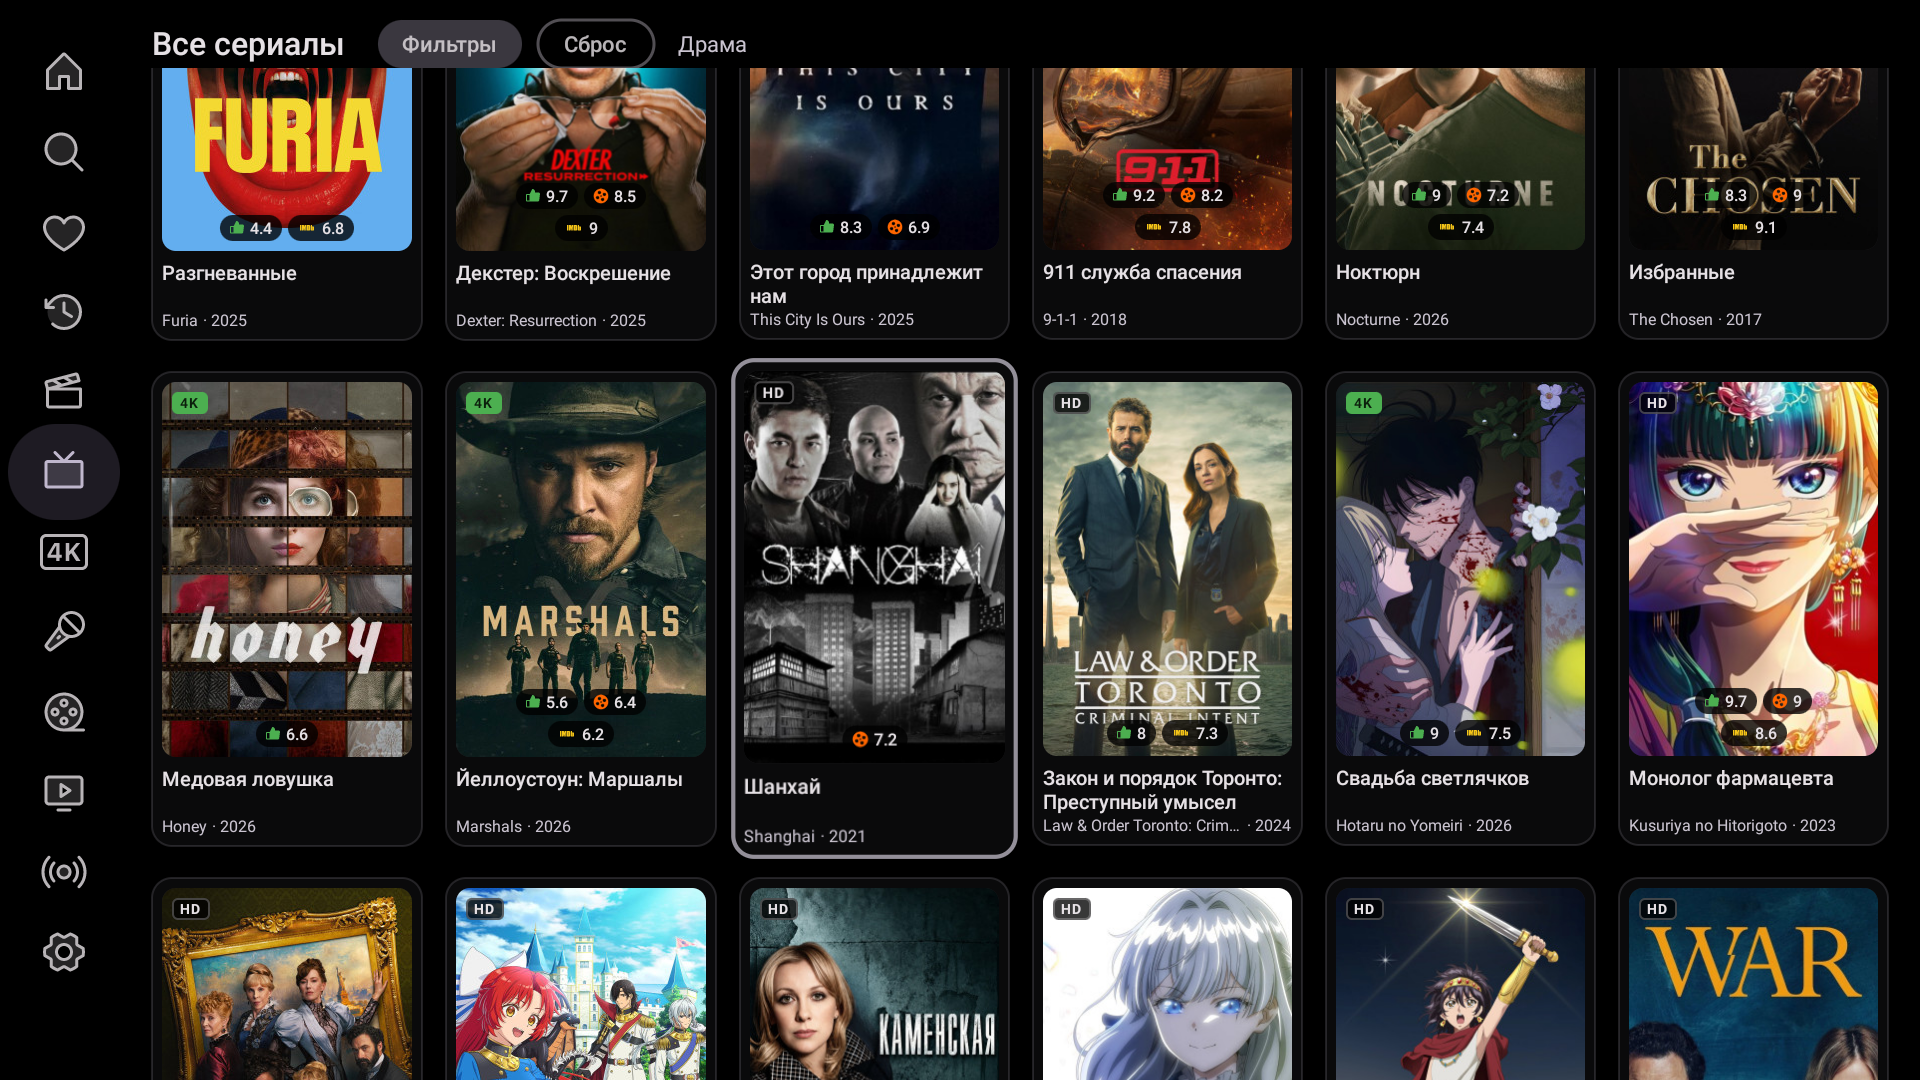 Все сериалы
Фильтры
Сброс
Драма
FURIA
4.4
6.8
Разгневанные
Furia · 2025
DEXTER
RESURRECTION
9.7
8.5
9
Декстер: Воскрешение
Dexter: Resurrection · 2025
THIS CITY
IS OURS
8.3
6.9
Этот город принадлежит
нам
This City Is Ours · 2025
9-1-1
9.2
8.2
7.8
911 служба спасения
9-1-1 · 2018
NOCTURNE
9
7.2
7.4
Ноктюрн
Nocturne · 2026
The
CHOSEN
8.3
9
9.1
Избранные
The Chosen · 2017
4K
4K
honey
6.6
Медовая ловушка
Honey · 2026
4K
MARSHALS
5.6
6.4
IMDb
6.2
Йеллоустоун: Маршалы
Marshals · 2026
HD
SHANGHAI
7.2
Шанхай
Shanghai · 2021
HD
LAW & ORDER
TORONTO
CRIMINAL INTENT
8
7.3
Закон и порядок Торонто:
Преступный умысел
Law & Order Toronto: Crim... · 2024
4K
9
7.5
Свадьба светлячков
Hotaru no Yomeiri · 2026
HD
9.7
9
8.6
Монолог фармацевта
Kusuriya no Hitorigoto · 2023
HD
HD
HD
КАМЕНСКАЯ
HD
HD
HD
WAR